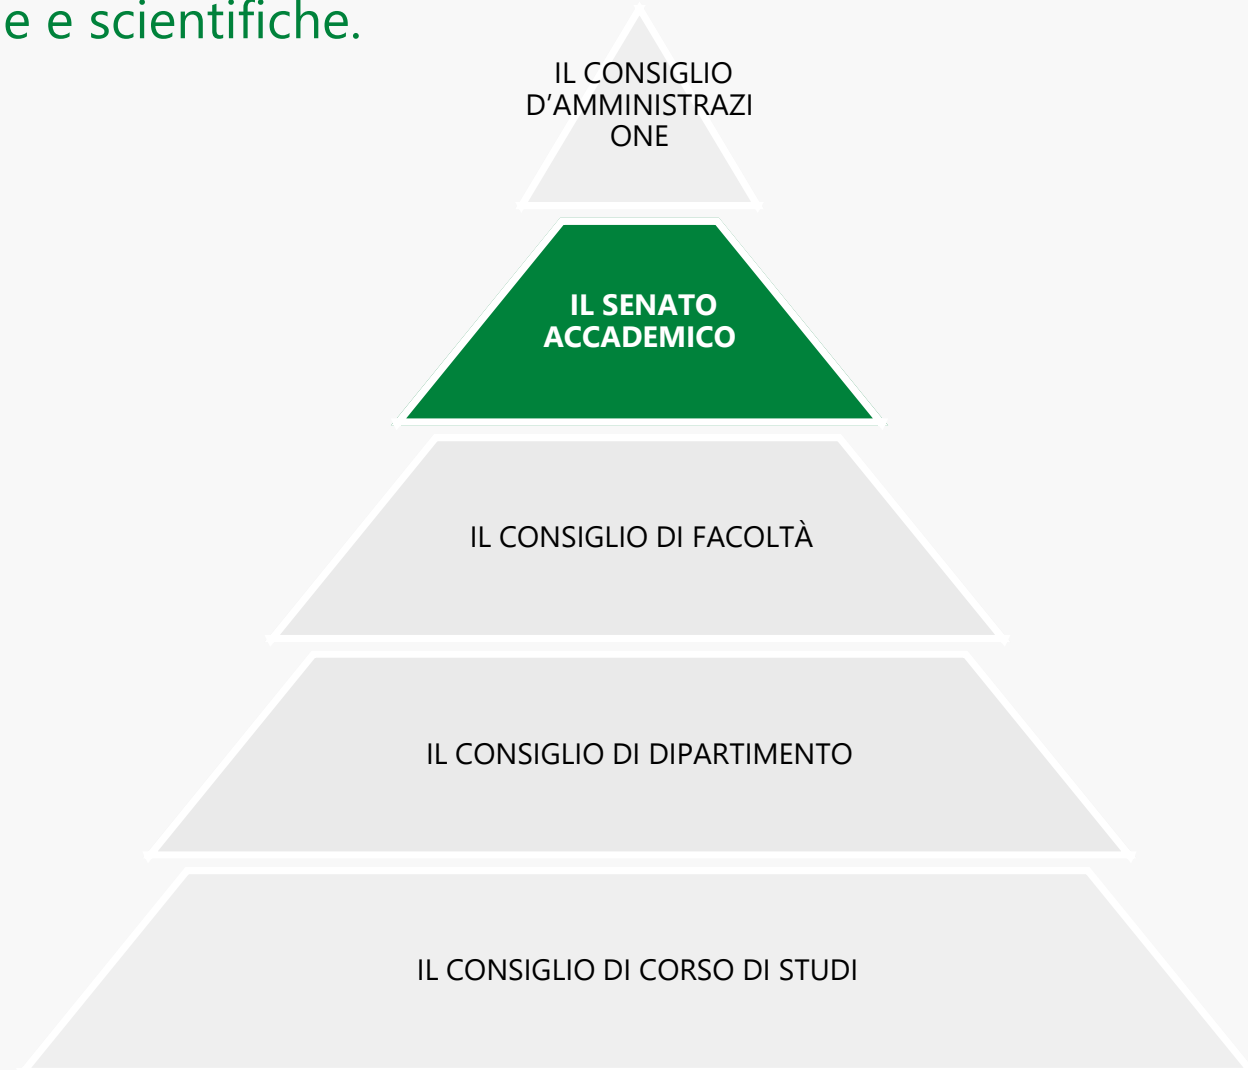 e e scientifiche.
IL CONSIGLIO
D’AMMINISTRAZI
ONE
IL SENATO
ACCADEMICO
IL CONSIGLIO DI FACOLTÀ
IL CONSIGLIO DI DIPARTIMENTO
IL CONSIGLIO DI CORSO DI STUDI